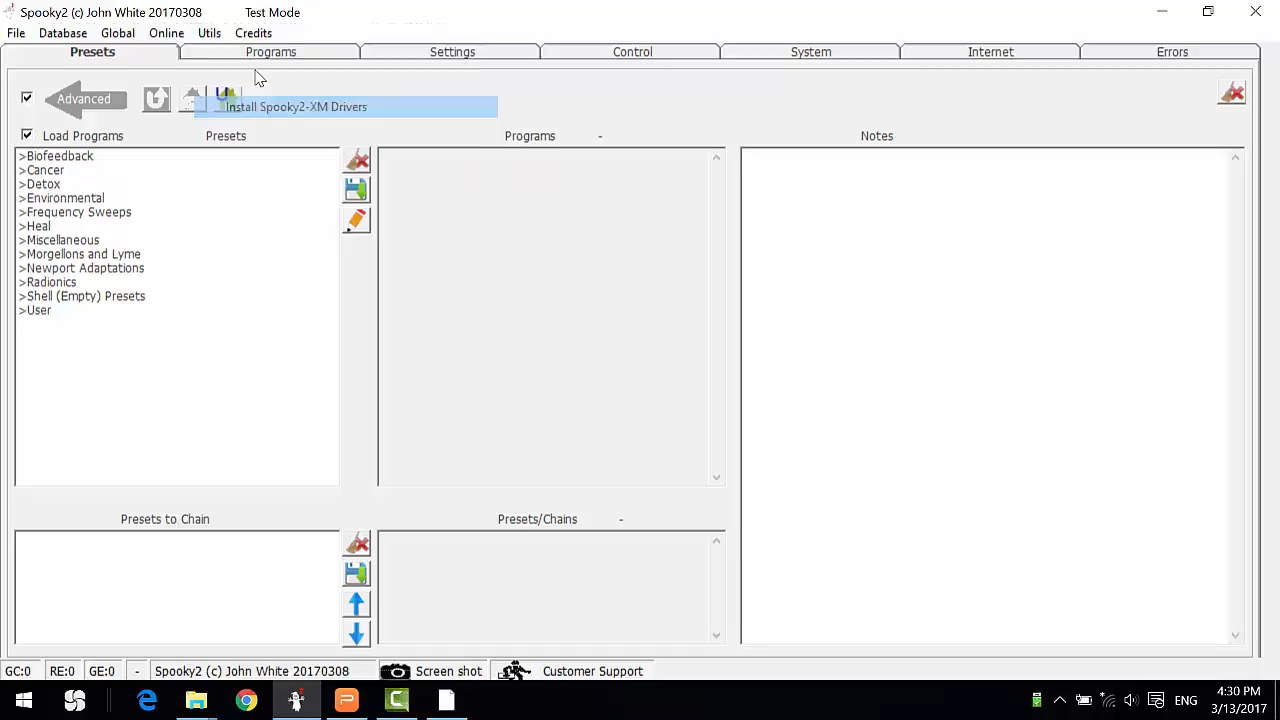 Spooky2 (c) John White 20170308 Test Mode
File Database Global Online Utils Credits
Presets Programs Settings Control System Internet Errors
Advanced
Install Spooky2-XM Drivers
Load Programs Presets Programs - Notes
>Biofeedback
>Cancer
>Detox
>Environmental
>Frequency Sweeps
>Heal
>Miscellaneous
>Morgellons and Lyme
>Newport Adaptations
>Radionics
>Shell (Empty) Presets
>User
Presets to Chain Presets/Chains -
GC:0 RE:0 GE:0 - Spooky2 (c) John White 20170308 Screen shot Customer Support
ENG
4:30 PM
3/13/2017